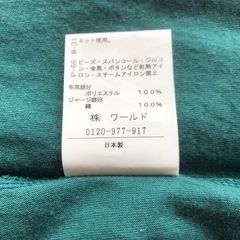 ネット使用。
ビーズ・スパンコール・ジルコ
ン・金具・ボタンなど乾熱アイ
ロン・スチームアイロン禁止
布帛部分
ポリエステル 100%
ジャージ部分
綿 100%
(株) ワールド
0120-977-917
日本製